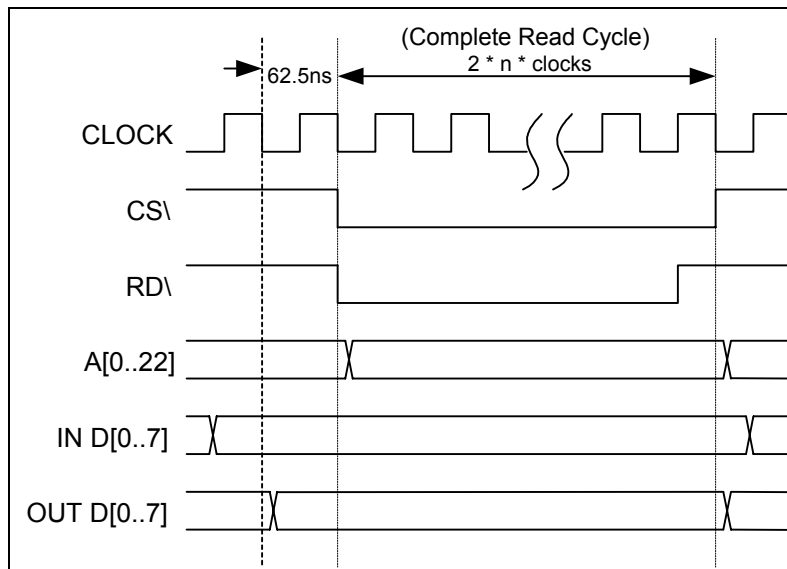 (Complete Read Cycle)
62.5ns
2 * n * clocks
CLOCK
CS\
RD\
A[0..22]
IN D[0..7]
OUT D[0..7]